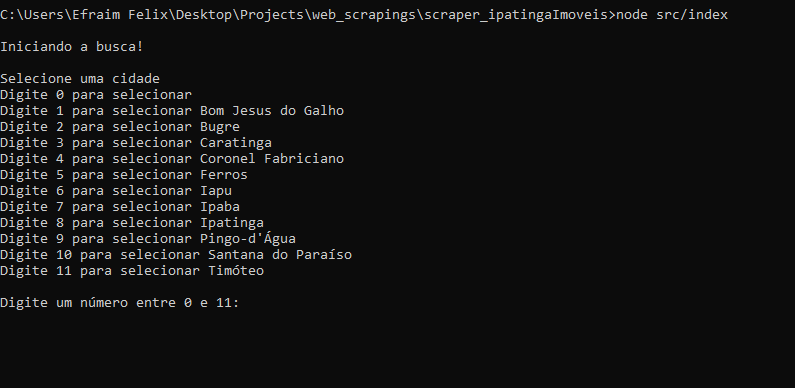 C:\Users\Efraim Felix\Desktop\Projects\web_scrapings\scraper_ipatingaImoveis>node src/index
Iniciando a busca!
Selecione uma cidade
Digite 0 para selecionar
Digite 1 para selecionar Bom Jesus do Galho
Digite 2 para selecionar Bugre
Digite 3 para selecionar Caratinga
Digite 4 para selecionar Coronel Fabriciano
Digite 5 para selecionar Ferros
Digite 6 para selecionar Iapu
Digite 7 para selecionar Ipaba
Digite 8 para selecionar Ipatinga
Digite 9 para selecionar Pingo-d'Água
Digite 10 para selecionar Santana do Paraíso
Digite 11 para selecionar Timóteo
Digite um número entre 0 e 11: